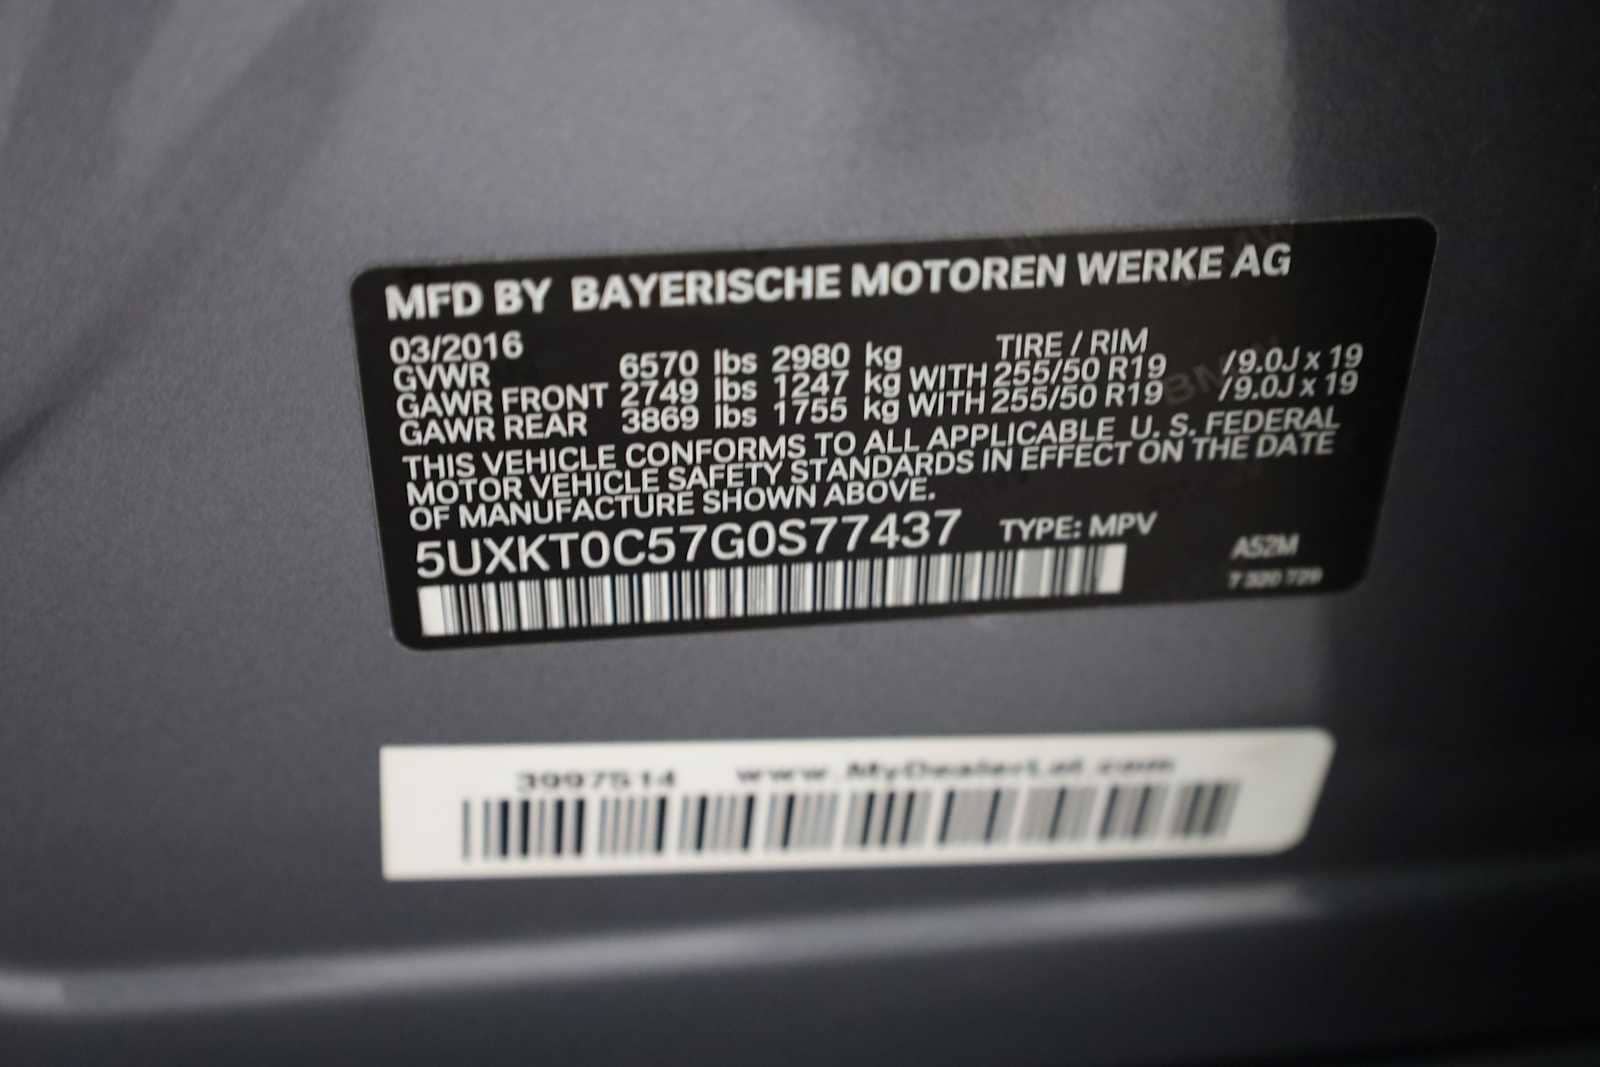 MFD BY BAYERISCHE MOTOREN WERKE AG
03/2016 TIRE / RIM
GVWR 6570 lbs 2980 kg
GAWR FRONT 2749 lbs 1247 kg WITH 255/50 R19 /9.0J x 19
GAWR REAR 3869 lbs 1755 kg WITH 255/50 R19 /9.0J x 19
THIS VEHICLE CONFORMS TO ALL APPLICABLE U. S. FEDERAL
MOTOR VEHICLE SAFETY STANDARDS IN EFFECT ON THE DATE
OF MANUFACTURE SHOWN ABOVE.
5UXKT0C57G0S77437 TYPE: MPV
A52M
3997514 www.MyDealerLot.com